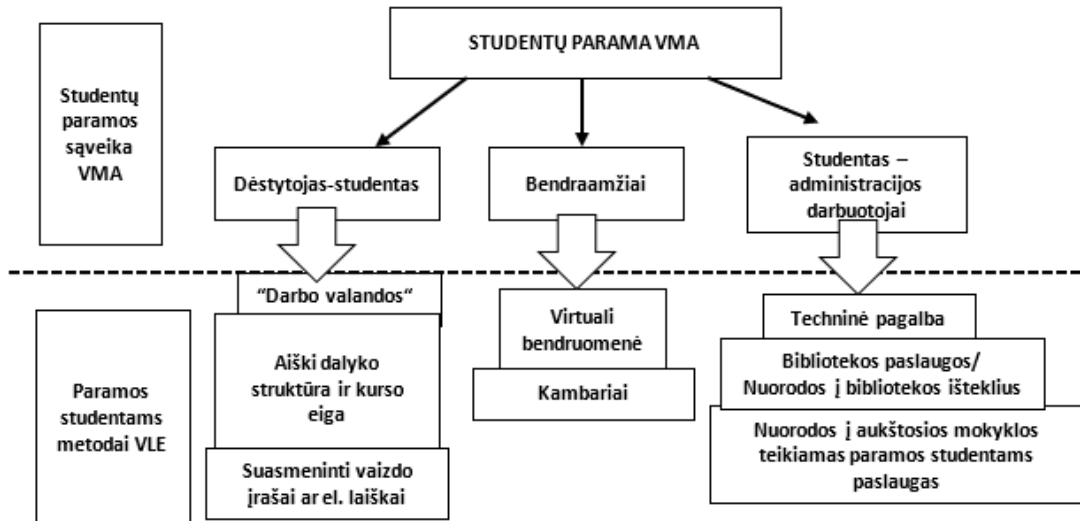 STUDENTŲ PARAMA VMA
Studentų
paramos
sąveika
VMA
Dėstytojas-studentas
Bendraamžiai
Studentas –
administracijos
darbuotojai
“Darbo valandos“
Aiški dalyko
struktūra ir kurso
eiga
Suasmeninti vaizdo
įrašai ar el. laiškai
Virtuali
bendruomenė
Kambariai
Techninė pagalba
Bibliotekos paslaugos/
Nuorodos į bibliotekos išteklius
Nuorodos į aukštosios mokyklos
teikiamas paramos studentams
paslaugas
Paramos
studentams
metodai VLE